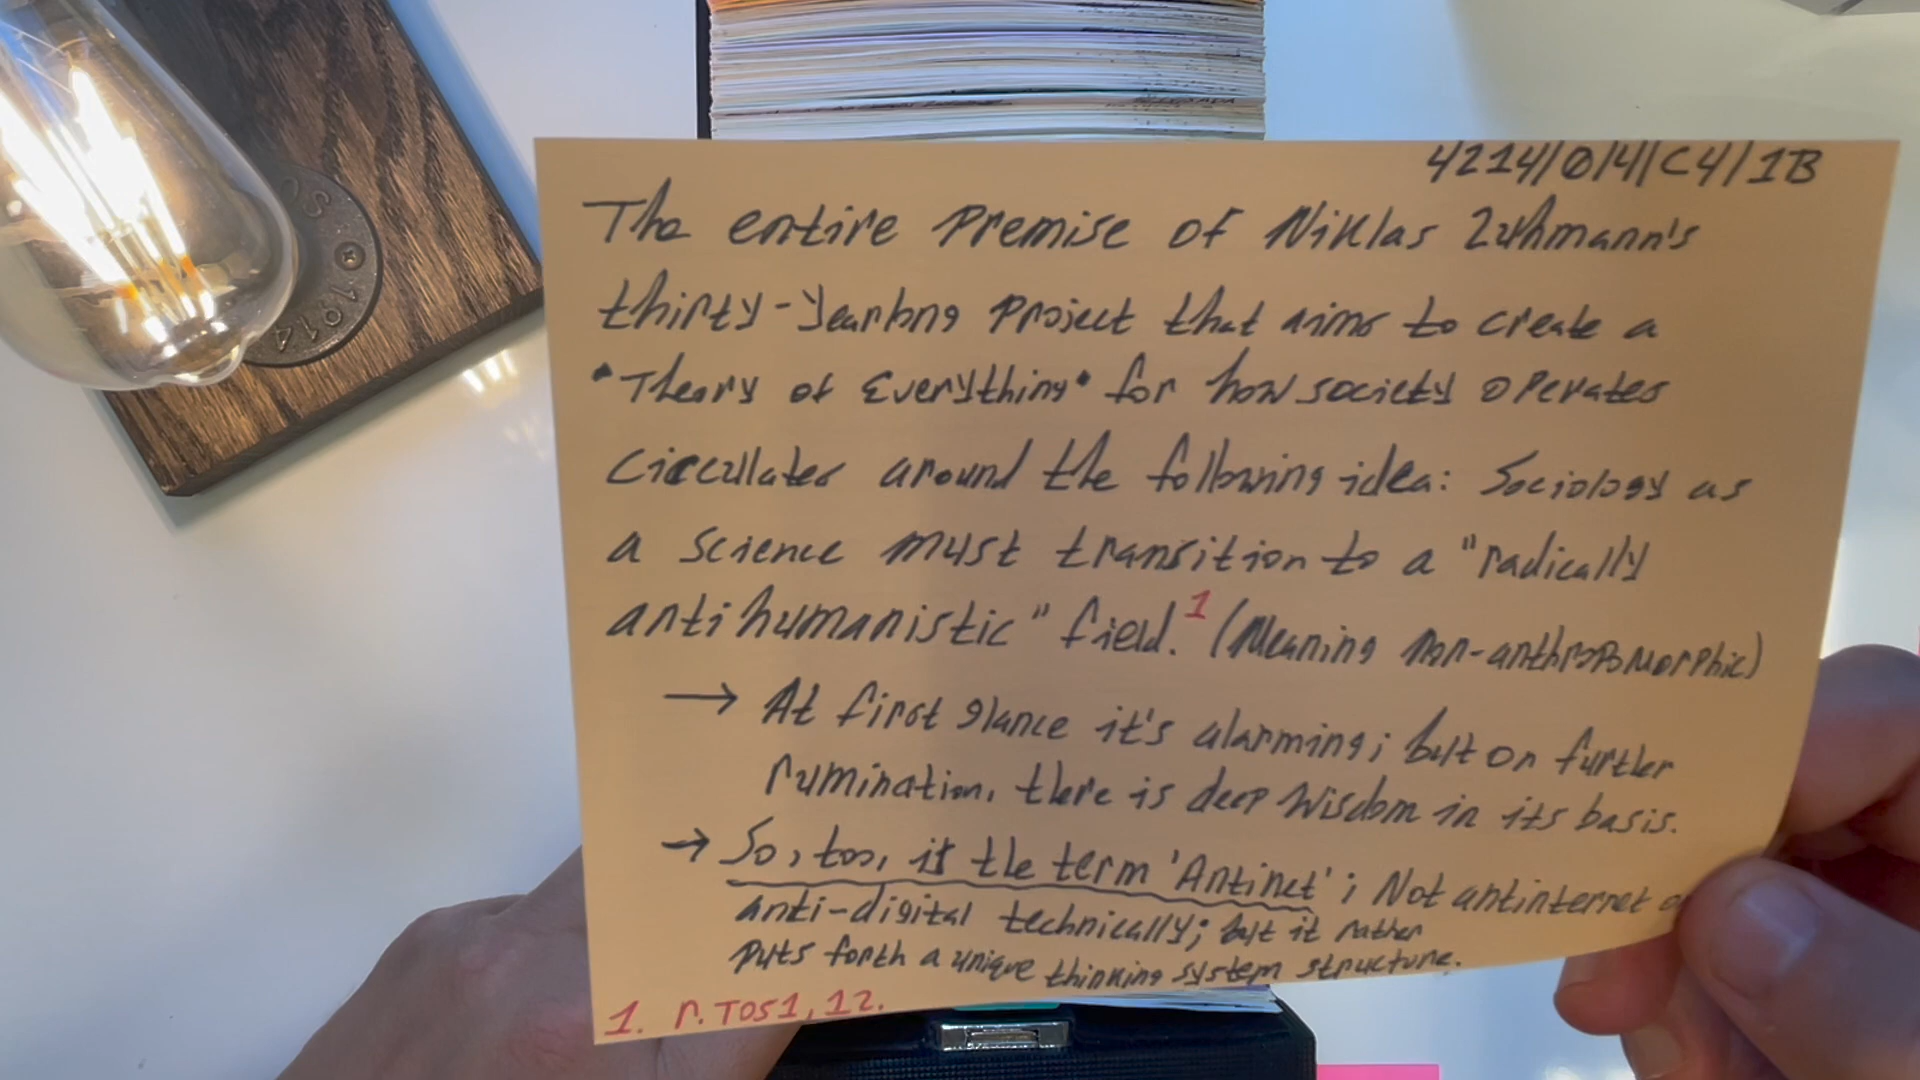 4214/0/4/C4/1B
The entire premise of Niklas Luhmann's
thirty-yearlong project that aims to create a
"Theory of Everything" for how society operates
circulates around the following idea: Sociology as
a science must transition to a "radically
antihumanistic" field.¹ (Meaning non-anthropomorphic)
→ At first glance it's alarming; but on further
rumination, there is deep wisdom in its basis.
→ So, too, is the term 'Antinet'; Not antinternet
anti-digital technically; but it rather
puts forth a unique thinking system structure.
1. r.TOS1, 12.
CS
1.014